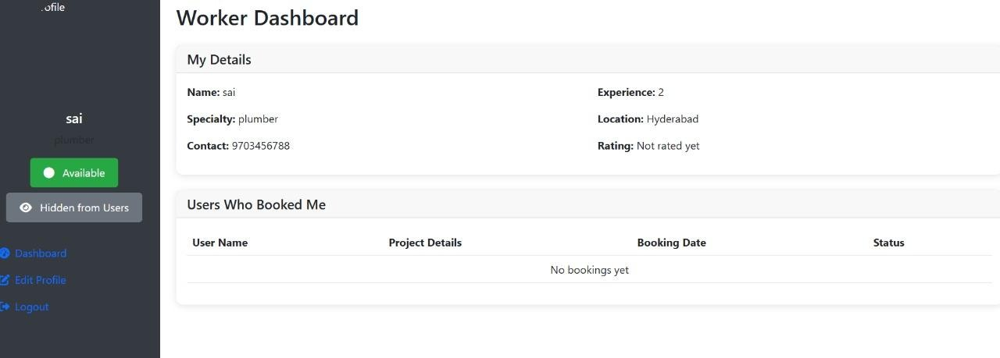 ofile
sai
plumber
Available
Hidden from Users
Dashboard
Edit Profile
Logout
Worker Dashboard
My Details
Name: sai
Experience: 2
Specialty: plumber
Location: Hyderabad
Contact: 9703456788
Rating: Not rated yet
Users Who Booked Me
User Name Project Details Booking Date Status
No bookings yet